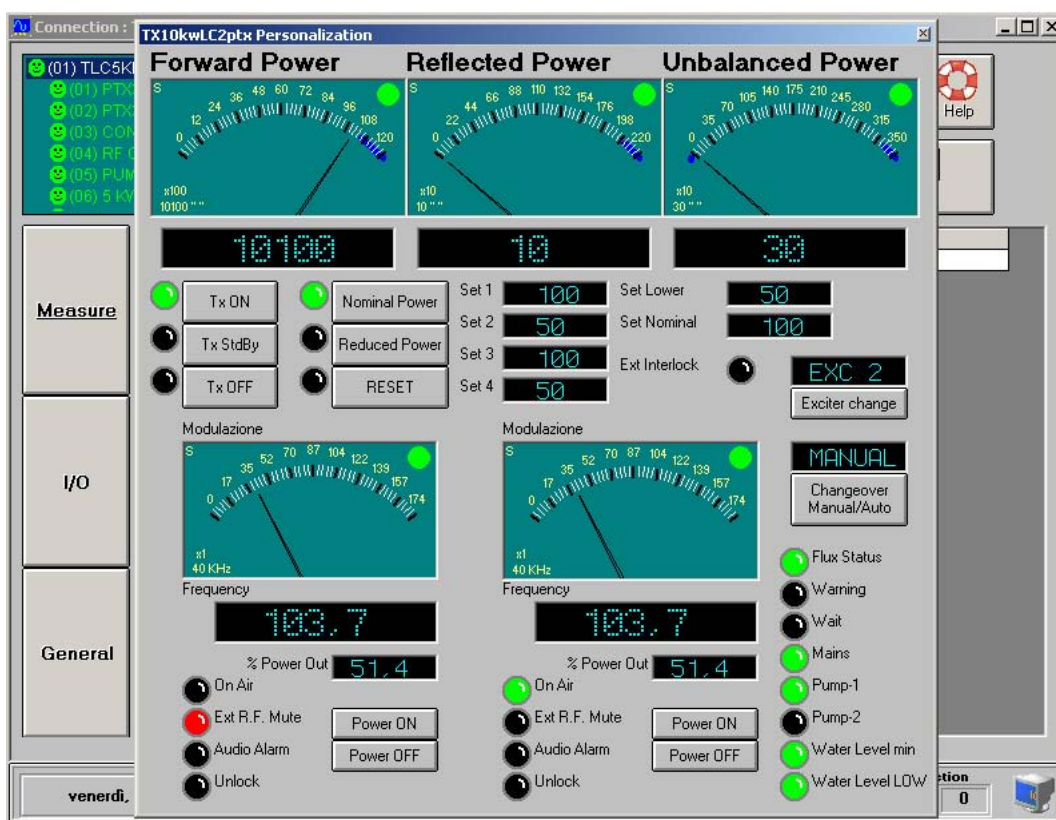 Connection :
TX10kwLC2ptx Personalization
(01) TLC5K
(01) PTX
(02) PTX
(03) CON
(04) RF
(05) PUM
(06) 5 KW
Help
Forward Power
S
0 12 24 36 48 60 72 84 96 108 120
x100
10100 " "
10100
Reflected Power
S
0 22 44 66 88 110 132 154 176 198 220
x10
10 " "
10
Unbalanced Power
S
0 35 70 105 140 175 210 245 280 315 350
x10
30 " "
30
Measure
I/O
General
Tx ON
Tx StdBy
Tx OFF
Nominal Power
Reduced Power
RESET
Set 1 100
Set 2 50
Set 3 100
Set 4 50
Set Lower 50
Set Nominal 100
Ext Interlock
EXC 2
Exciter change
MANUAL
Changeover
Manual/Auto
Modulazione
S
0 17 35 52 70 87 104 122 139 157 174
x1
40 KHz
Frequency
103.7
% Power Out 51,4
On Air
Ext R.F. Mute
Audio Alarm
Unlock
Power ON
Power OFF
Modulazione
S
0 17 35 52 70 87 104 122 139 157 174
x1
40 KHz
Frequency
103.7
% Power Out 51,4
On Air
Ext R.F. Mute
Audio Alarm
Unlock
Power ON
Power OFF
Flux Status
Warning
Wait
Mains
Pump-1
Pump-2
Water Level min
Water Level LOW
venerdì,
ction
0